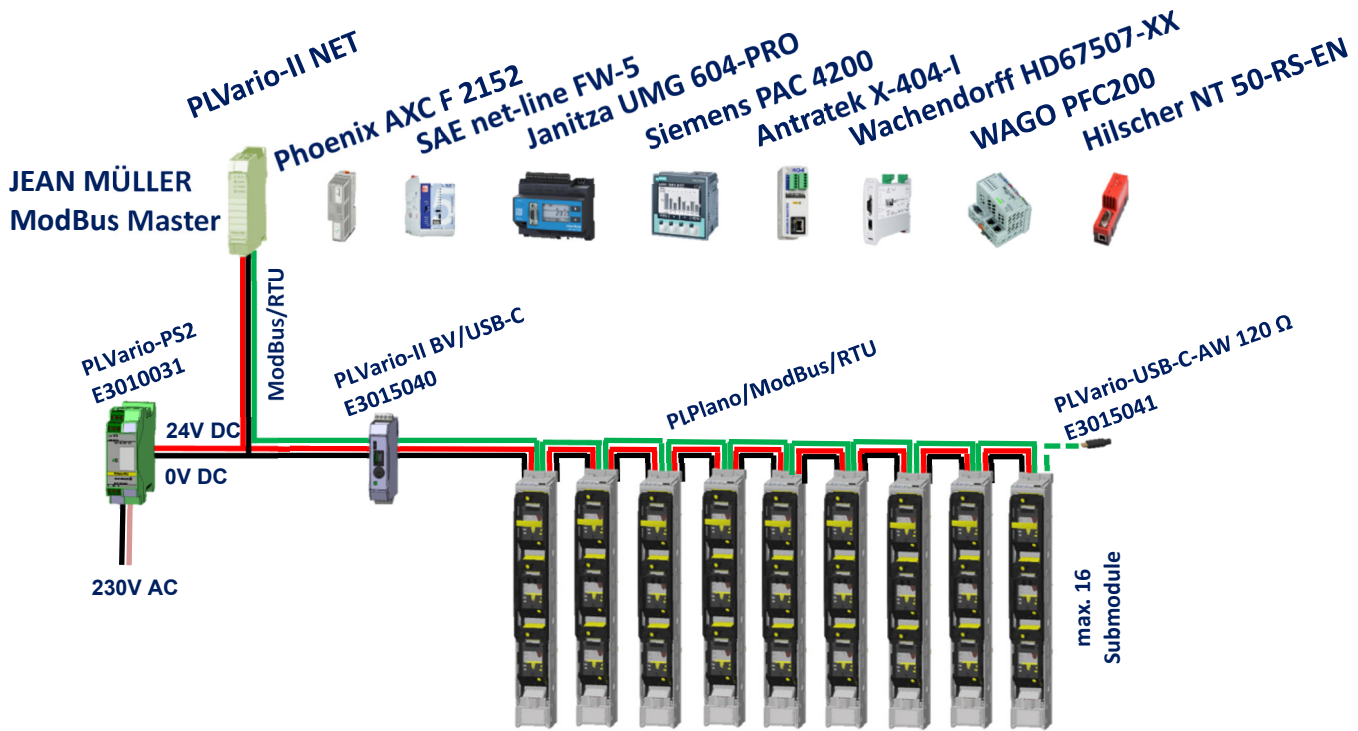 PLVario-II NET
Phoenix AXC F 2152
SAE net-line FW-5
Janitza UMG 604-PRO
Siemens PAC 4200
Antratek X-404-I
Wachendorff HD67507-XX
WAGO PFC200
Hilscher NT 50-RS-EN
JEAN MÜLLER
ModBus Master
ModBus/RTU
PLVario-PS2
E3010031
PLVario-II BV/USB-C
E3015040
PLPlano/ModBus/RTU
PLVario-USB-C-AW 120 Ω
E3015041
24V DC
0V DC
230V AC
max. 16
Submodule